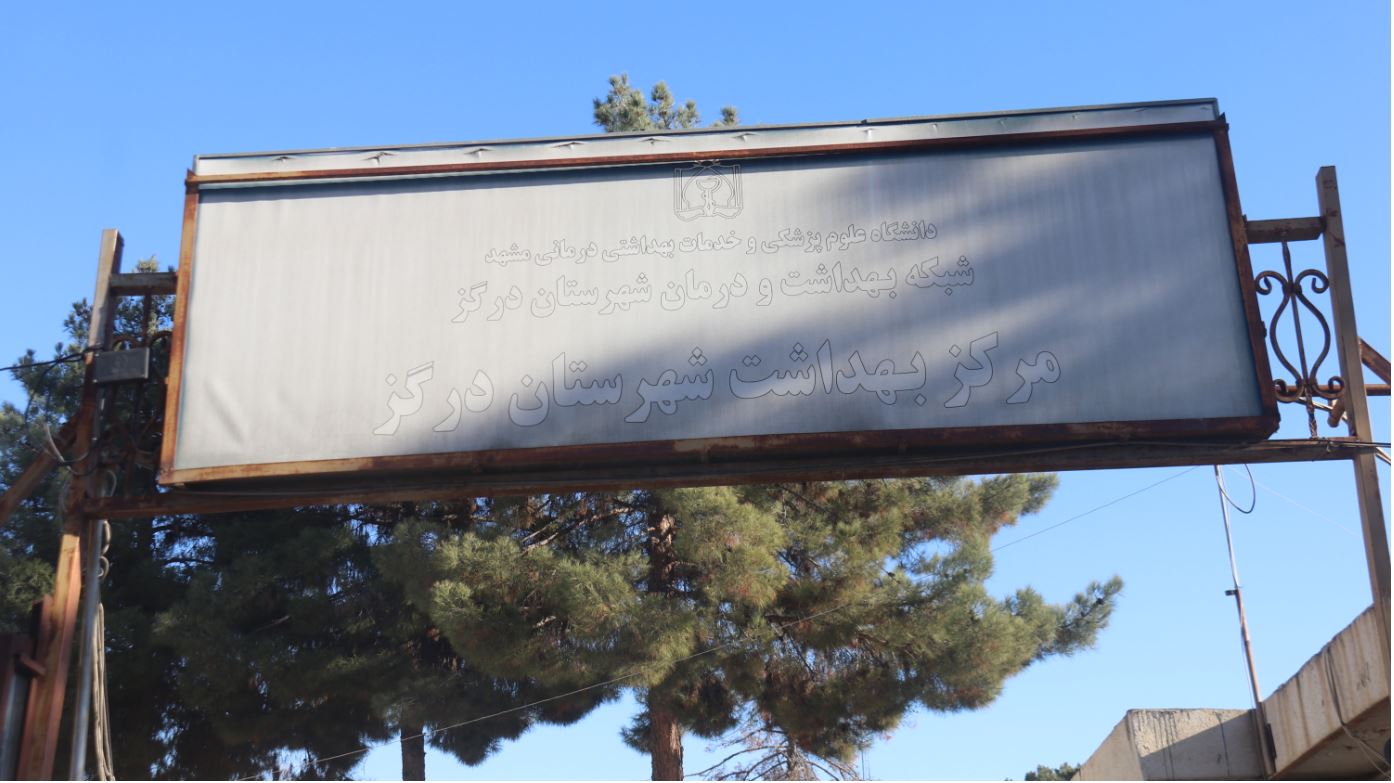 دانشگاه علوم پزشکی و خدمات بهداشتی درمانی مشهد
شبکه بهداشت و درمان شهرستان درگز
مرکز بهداشت شهرستان درگز